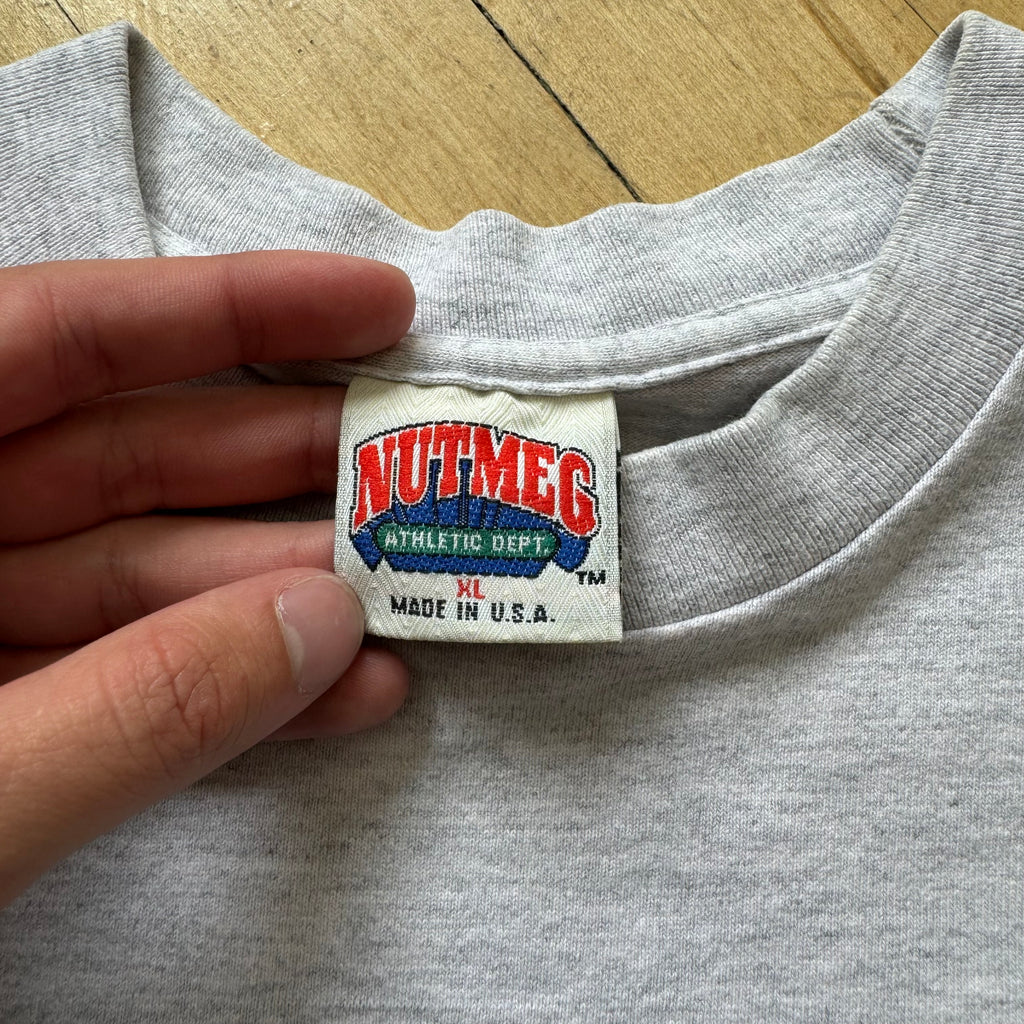 NUTMEG
ATHLETIC DEPT.
TM
XL
MADE IN U.S.A.